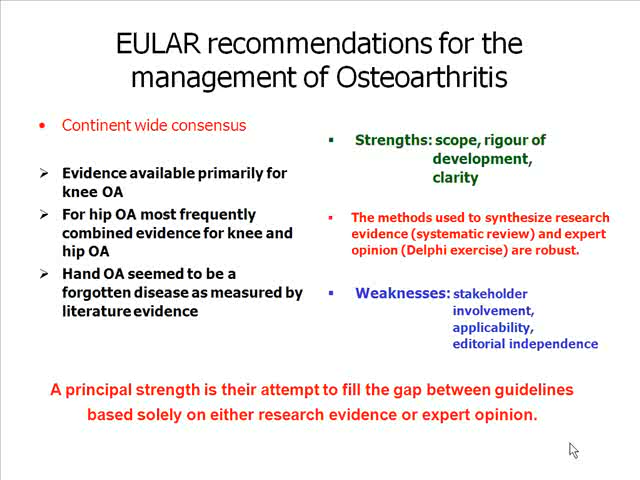 EULAR recommendations for the
management of Osteoarthritis
• Continent wide consensus
➢ Evidence available primarily for
knee OA
➢ For hip OA most frequently
combined evidence for knee and
hip OA
➢ Hand OA seemed to be a
forgotten disease as measured by
literature evidence
▪ Strengths: scope, rigour of
development,
clarity
▪ The methods used to synthesize research
evidence (systematic review) and expert
opinion (Delphi exercise) are robust.
▪ Weaknesses: stakeholder
involvement,
applicability,
editorial independence
A principal strength is their attempt to fill the gap between guidelines
based solely on either research evidence or expert opinion.